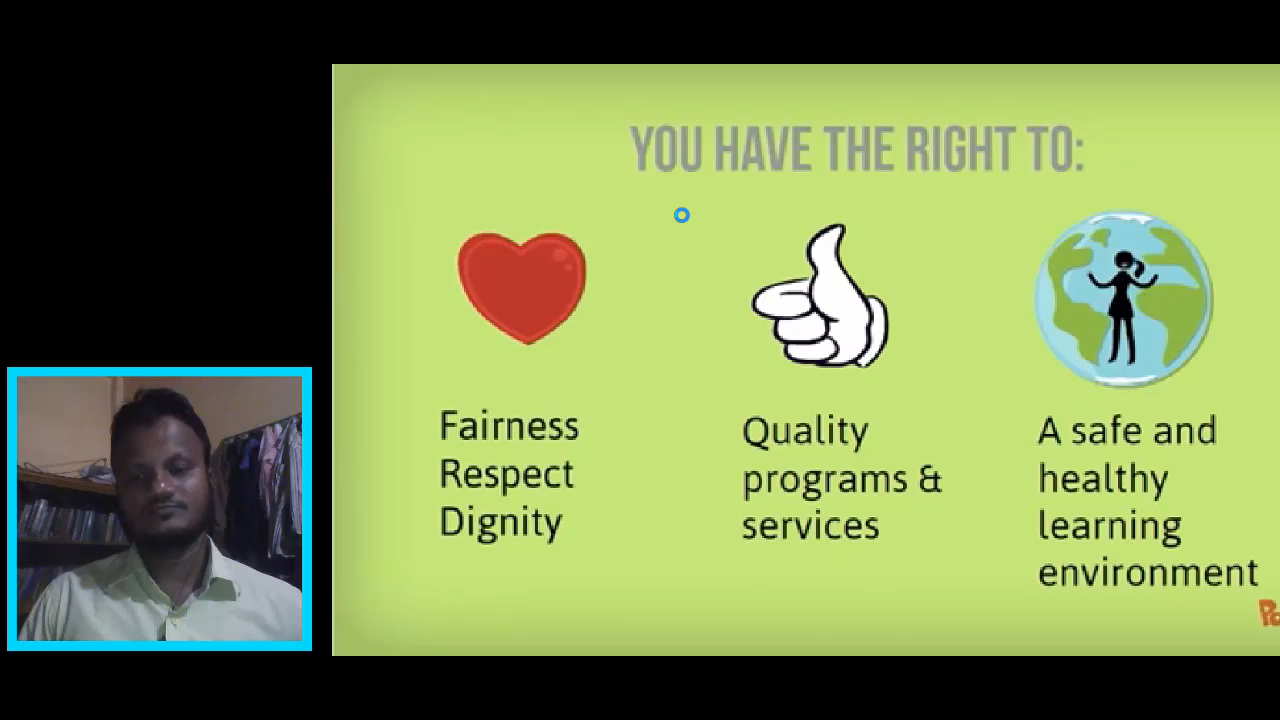 YOU HAVE THE RIGHT TO:
Fairness
Respect
Dignity
Quality
programs &
services
A safe and
healthy
learning
environment